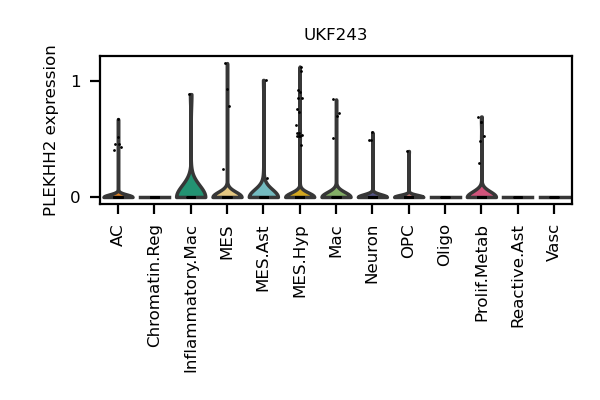 UKF243
PLEKHH2 expression
1
0
AC
Chromatin.Reg
Inflammatory.Mac
MES
MES.Ast
MES.Hyp
Mac
Neuron
OPC
Oligo
Prolif.Metab
Reactive.Ast
Vasc